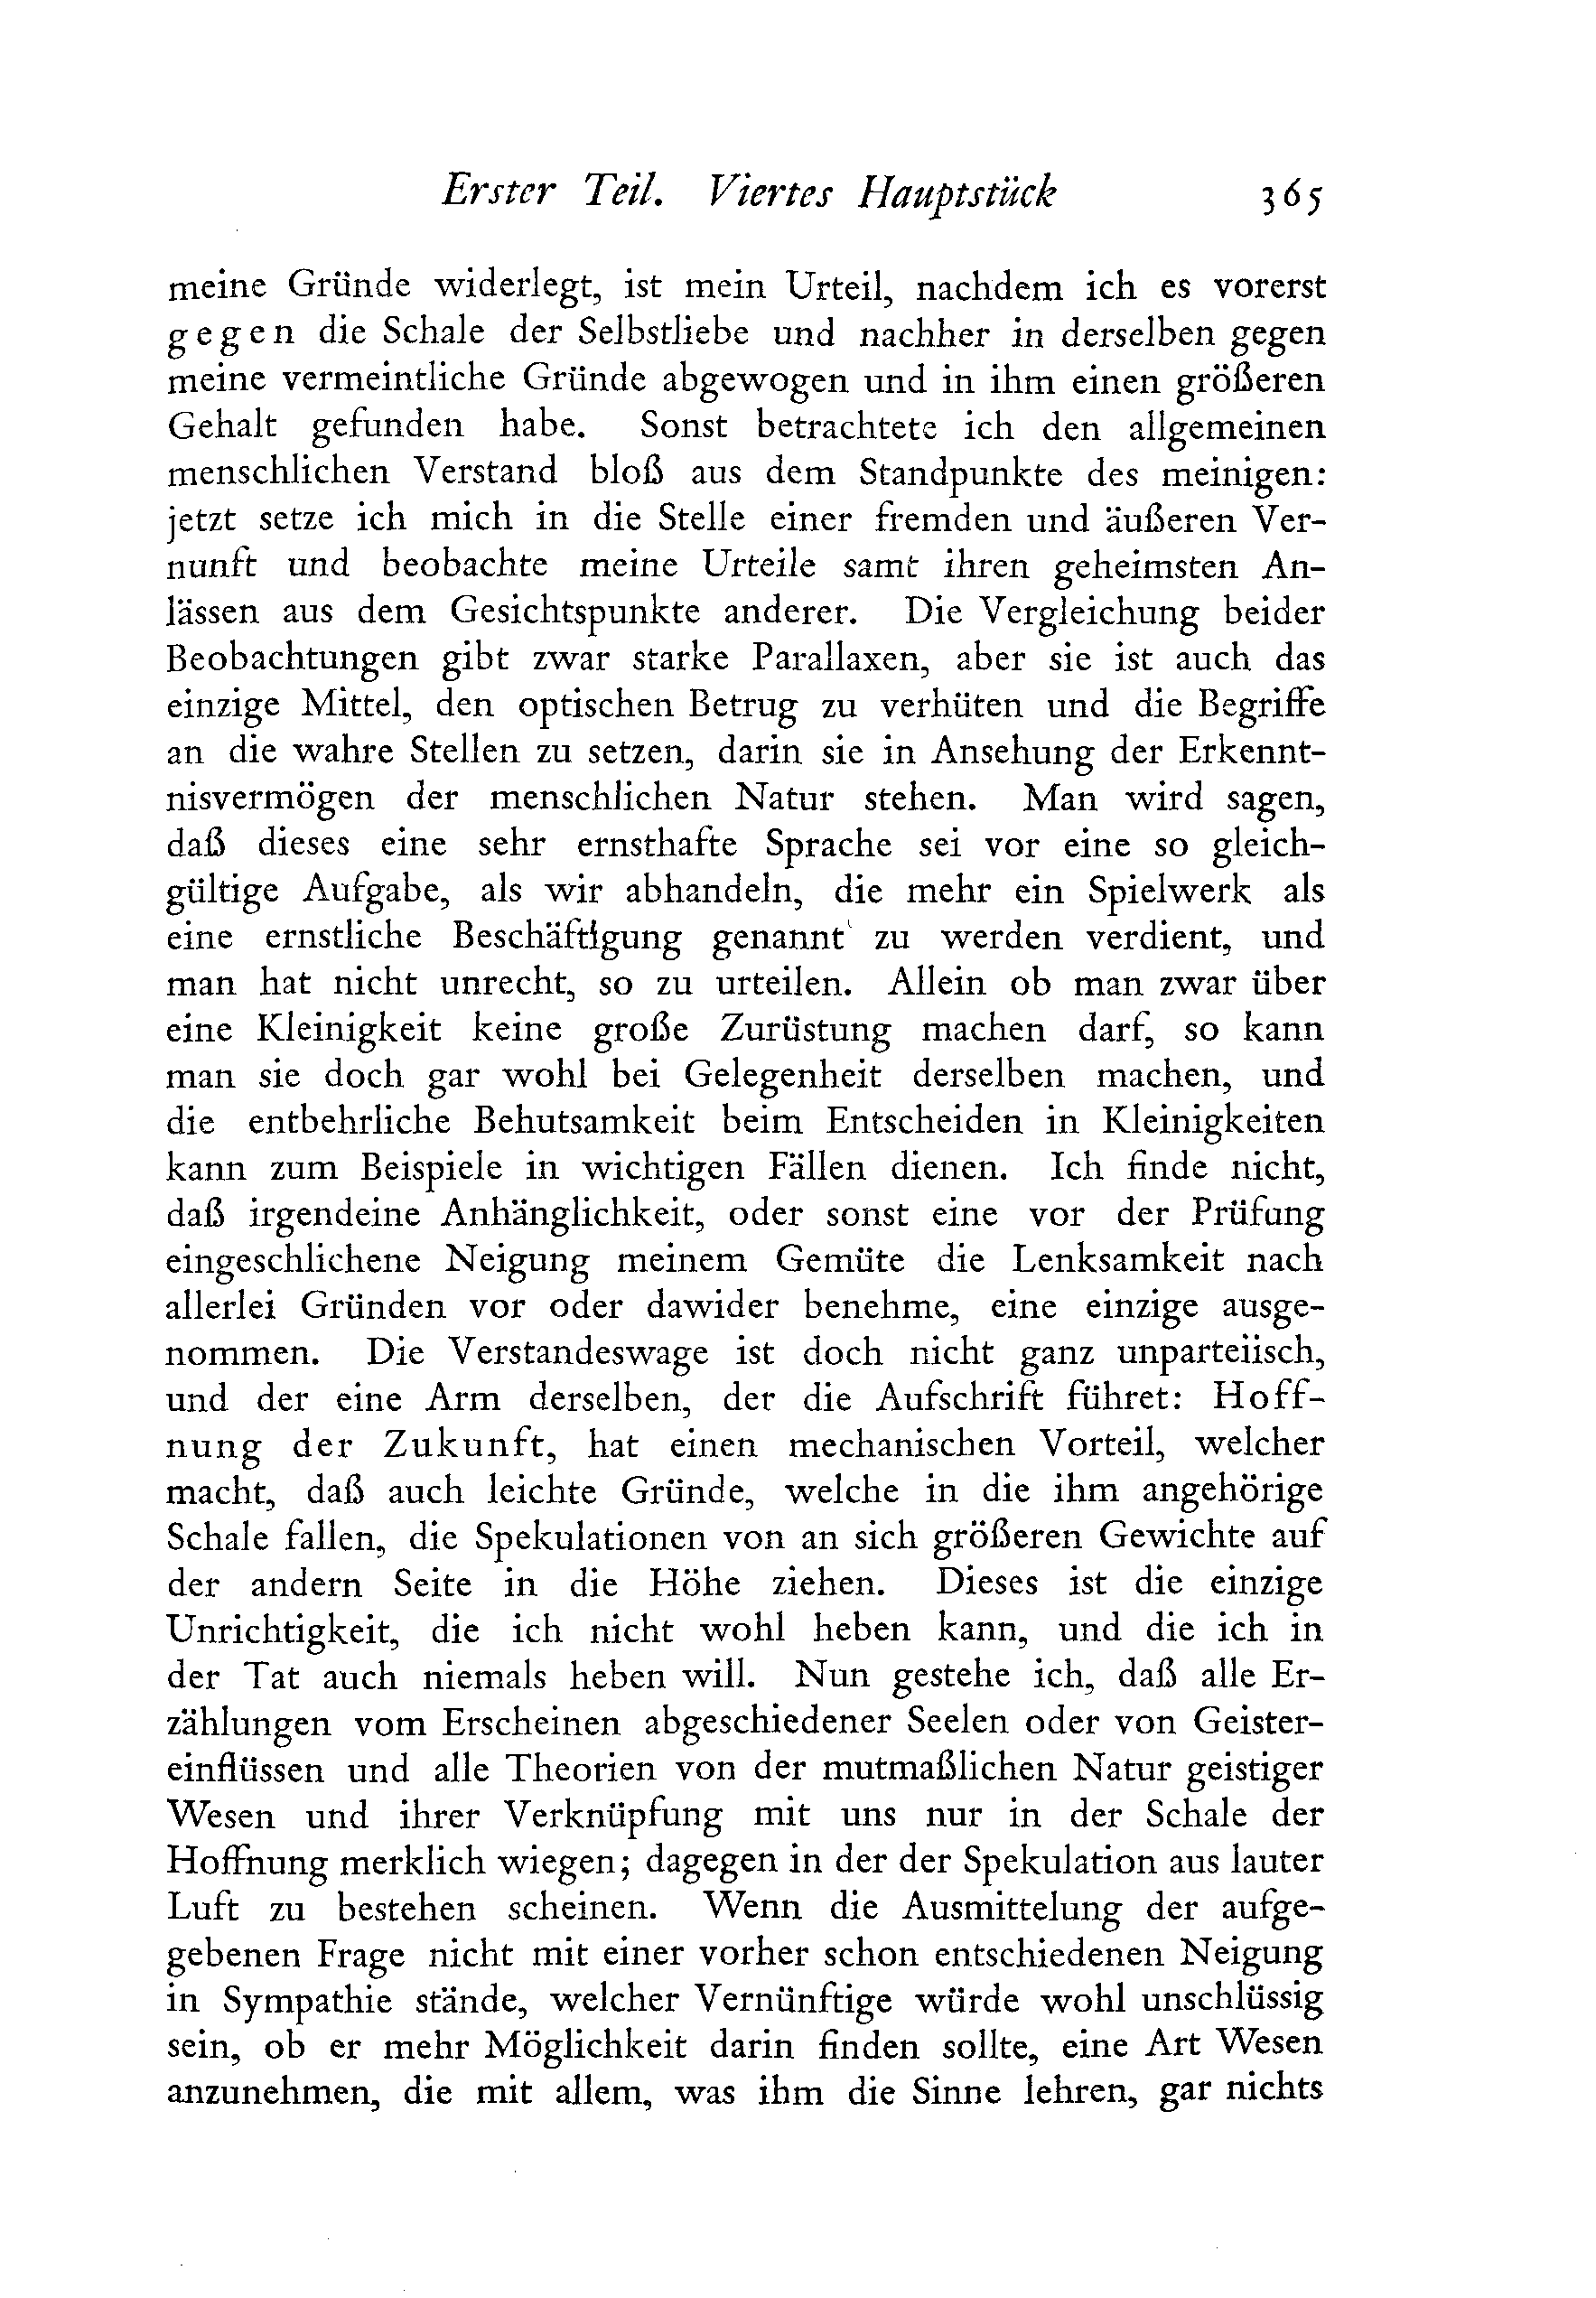 Erster Teil. Viertes Hauptstück 365
meine Gründe widerlegt, ist mein Urteil, nachdem ich es vorerst
gegen die Schale der Selbstliebe und nachher in derselben gegen
meine vermeintliche Gründe abgewogen und in ihm einen größeren
Gehalt gefunden habe. Sonst betrachtete ich den allgemeinen
menschlichen Verstand bloß aus dem Standpunkte des meinigen:
jetzt setze ich mich in die Stelle einer fremden und äußeren Ver-
nunft und beobachte meine Urteile samt ihren geheimsten An-
lässen aus dem Gesichtspunkte anderer. Die Vergleichung beider
Beobachtungen gibt zwar starke Parallaxen, aber sie ist auch das
einzige Mittel, den optischen Betrug zu verhüten und die Begriffe
an die wahre Stellen zu setzen, darin sie in Ansehung der Erkennt-
nisvermögen der menschlichen Natur stehen. Man wird sagen,
daß dieses eine sehr ernsthafte Sprache sei vor eine so gleich-
gültige Aufgabe, als wir abhandeln, die mehr ein Spielwerk als
eine ernstliche Beschäftigung genannt zu werden verdient, und
man hat nicht unrecht, so zu urteilen. Allein ob man zwar über
eine Kleinigkeit keine große Zurüstung machen darf, so kann
man sie doch gar wohl bei Gelegenheit derselben machen, und
die entbehrliche Behutsamkeit beim Entscheiden in Kleinigkeiten
kann zum Beispiele in wichtigen Fällen dienen. Ich finde nicht,
daß irgendeine Anhänglichkeit, oder sonst eine vor der Prüfung
eingeschlichene Neigung meinem Gemüte die Lenksamkeit nach
allerlei Gründen vor oder dawider benehme, eine einzige ausge-
nommen. Die Verstandeswage ist doch nicht ganz unparteiisch,
und der eine Arm derselben, der die Aufschrift führet: Hoff-
nung der Zukunft, hat einen mechanischen Vorteil, welcher
macht, daß auch leichte Gründe, welche in die ihm angehörige
Schale fallen, die Spekulationen von an sich größeren Gewichte auf
der andern Seite in die Höhe ziehen. Dieses ist die einzige
Unrichtigkeit, die ich nicht wohl heben kann, und die ich in
der Tat auch niemals heben will. Nun gestehe ich, daß alle Er-
zählungen vom Erscheinen abgeschiedener Seelen oder von Geister-
einflüssen und alle Theorien von der mutmaßlichen Natur geistiger
Wesen und ihrer Verknüpfung mit uns nur in der Schale der
Hoffnung merklich wiegen; dagegen in der der Spekulation aus lauter
Luft zu bestehen scheinen. Wenn die Ausmittelung der aufge-
gebenen Frage nicht mit einer vorher schon entschiedenen Neigung
in Sympathie stände, welcher Vernünftige würde wohl unschlüssig
sein, ob er mehr Möglichkeit darin finden sollte, eine Art Wesen
anzunehmen, die mit allem, was ihm die Sinne lehren, gar nichts